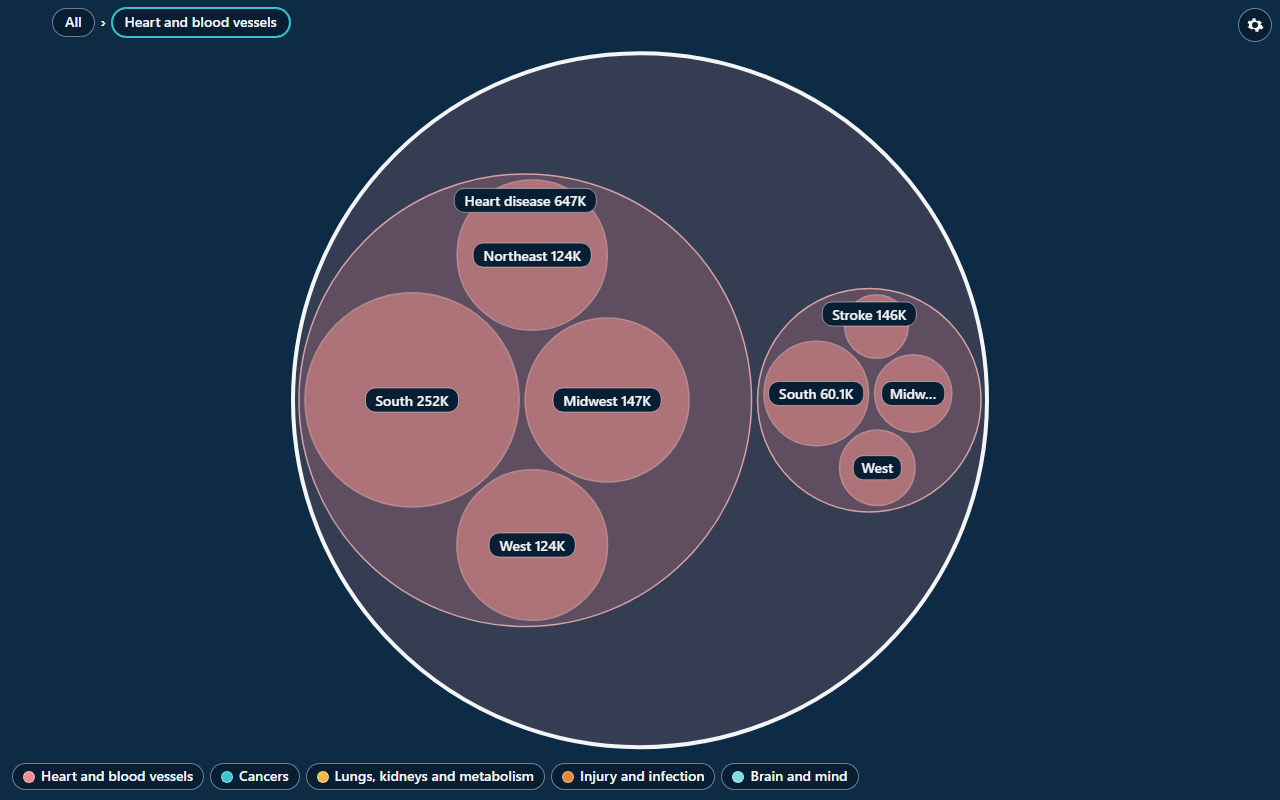 All › Heart and blood vessels
Heart disease 647K
Northeast 124K
South 252K
Midwest 147K
West 124K
Stroke 146K
South 60.1K
Midw...
West
Heart and blood vessels
Cancers
Lungs, kidneys and metabolism
Injury and infection
Brain and mind